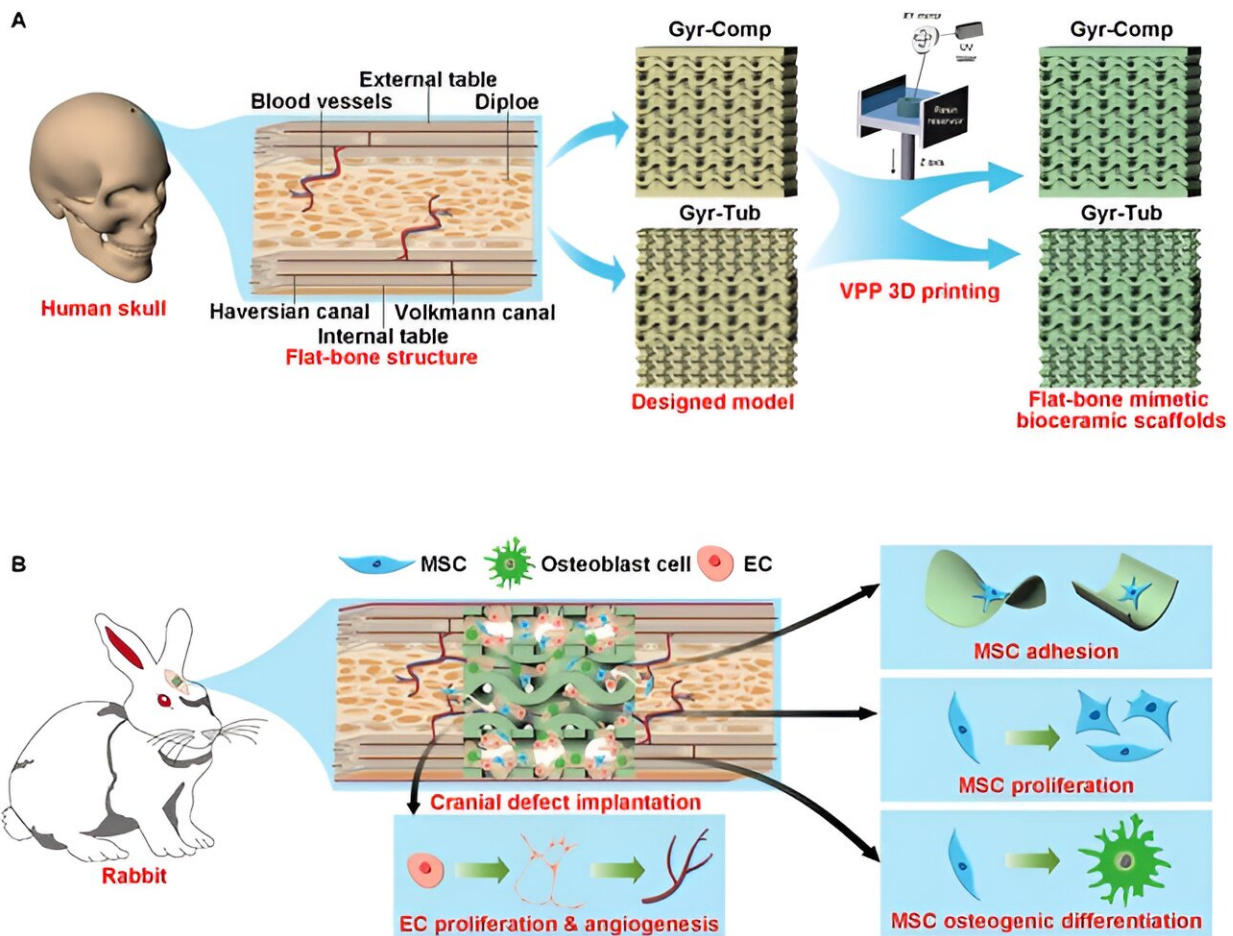 A
External table
Blood vessels
Diploe
Haversian canal
Volkmann canal
Internal table
Flat-bone structure
Human skull
Gyr-Comp
Gyr-Tub
Designed model
UV
VPP 3D printing
Gyr-Comp
Gyr-Tub
Flat-bone mimetic
bioceramic scaffolds
B
MSC
Osteoblast cell
EC
Rabbit
Cranial defect implantation
EC proliferation & angiogenesis
MSC adhesion
MSC proliferation
MSC osteogenic differentiation